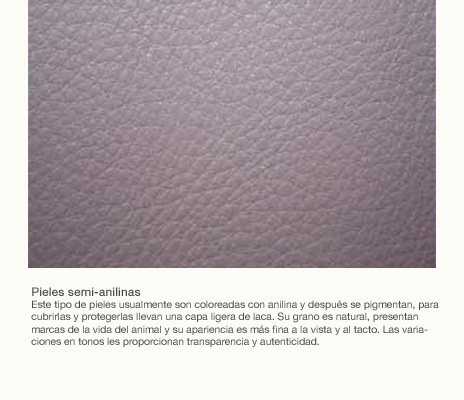 Pieles semi-anilinas
Este tipo de pieles usualmente son coloreadas con anilina y después se pigmentan, para
cubrirlas y protegerlas llevan una capa ligera de laca. Su grano es natural, presentan
marcas de la vida del animal y su apariencia es más fina a la vista y al tacto. Las varia-
ciones en tonos les proporcionan transparencia y autenticidad.